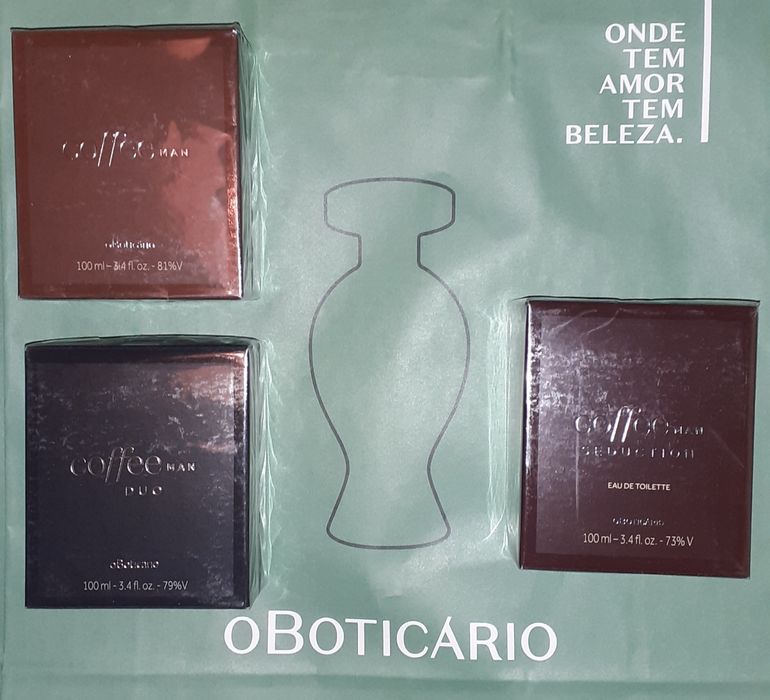 ONDE
TEM
AMOR
TEM
BELEZA.
coffee MAN
oBoticário
100 ml – 3.4 fl. oz. - 81%V
coffee MAN
DUO
oBoticário
100 ml - 3.4 fl. oz. - 79%V
coffee MAN
SEDUCTION
EAU DE TOILETTE
oBOTICÁRIO
100 ml – 3.4 fl. oz. - 73% V
oBOTICÁRIO